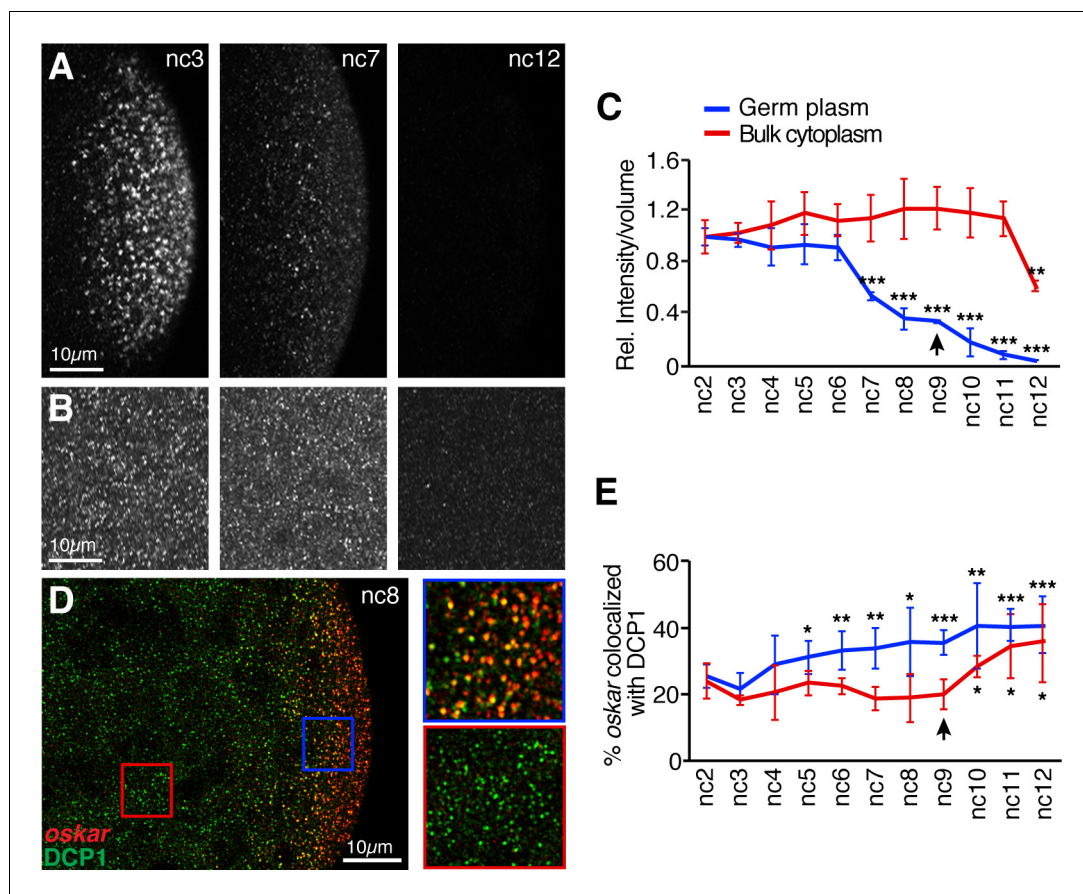 A
nc3
nc7
nc12
10µm
B
10µm
C
Germ plasm
Bulk cytoplasm
Rel. Intensity/volume
1.6
1.2
0.8
0.4
0
***
***
***
***
***
***
**
nc2
nc3
nc4
nc5
nc6
nc7
nc8
nc9
nc10
nc11
nc12
D
nc8
oskar
DCP1
10µm
E
% oskar colocalized
with DCP1
60
40
20
0
*
**
**
*
***
**
***
***
*
*
*
nc2
nc3
nc4
nc5
nc6
nc7
nc8
nc9
nc10
nc11
nc12